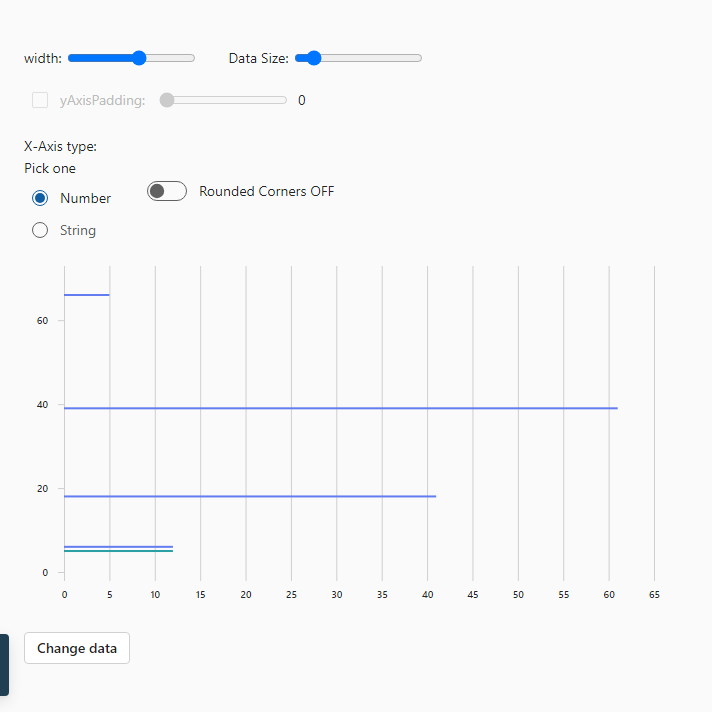 width: Data Size:
yAxisPadding: 0
X-Axis type:
Pick one
Number Rounded Corners OFF
String
60
40
20
0
0 5 10 15 20 25 30 35 40 45 50 55 60 65
Change data